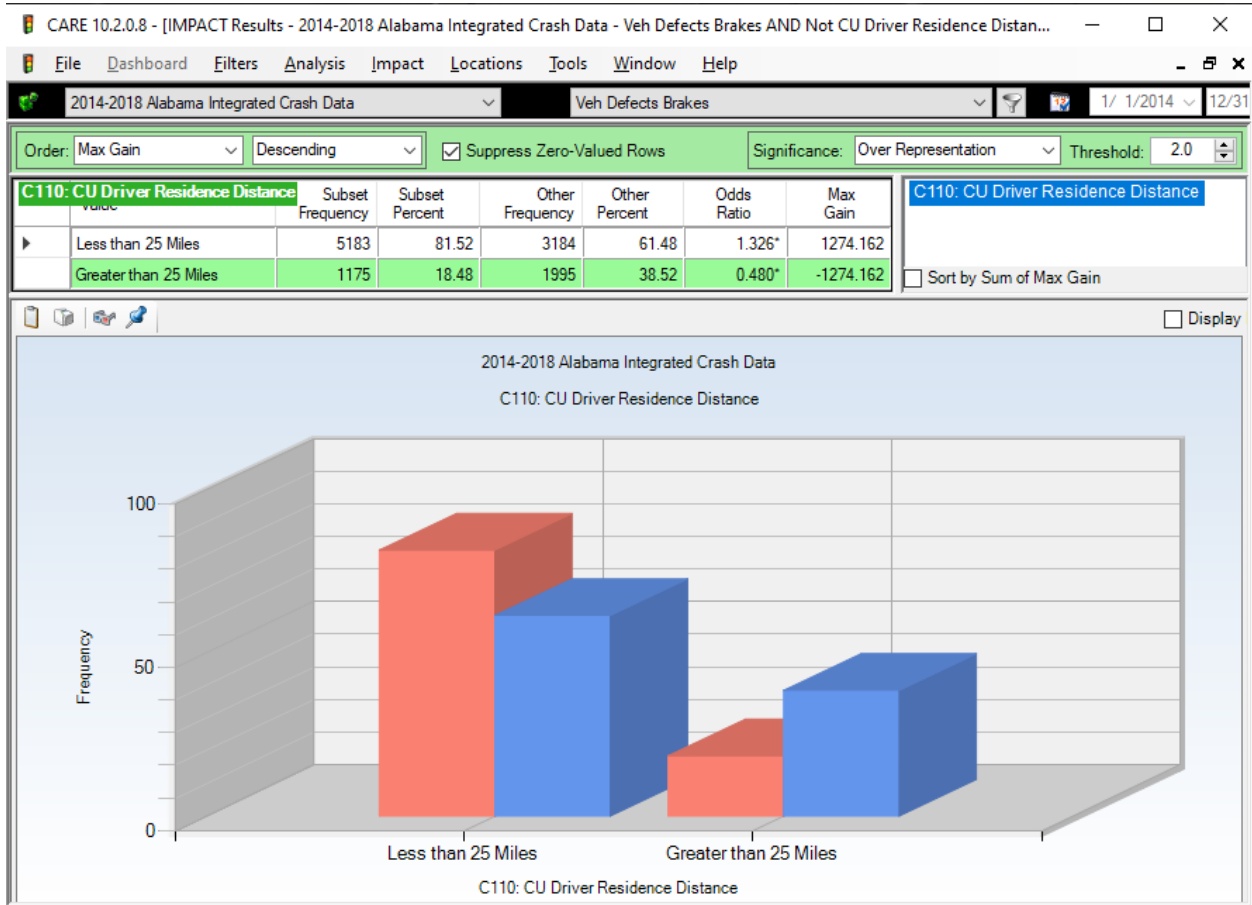 CARE 10.2.0.8 - [IMPACT Results - 2014-2018 Alabama Integrated Crash Data - Veh Defects Brakes AND Not CU Driver Residence Distan...
File Dashboard Filters Analysis Impact Locations Tools Window Help
2014-2018 Alabama Integrated Crash Data Veh Defects Brakes 1/ 1/2014 12/31
Order: Max Gain Descending Suppress Zero-Valued Rows Significance: Over Representation Threshold: 2.0
C110: CU Driver Residence Distance Subset Frequency Subset Percent Other Frequency Other Percent Odds Ratio Max Gain
Less than 25 Miles 5183 81.52 3184 61.48 1.326* 1274.162
Greater than 25 Miles 1175 18.48 1995 38.52 0.480* -1274.162
C110: CU Driver Residence Distance
Sort by Sum of Max Gain
Display
2014-2018 Alabama Integrated Crash Data
C110: CU Driver Residence Distance
100
50
0
Frequency
Less than 25 Miles Greater than 25 Miles
C110: CU Driver Residence Distance